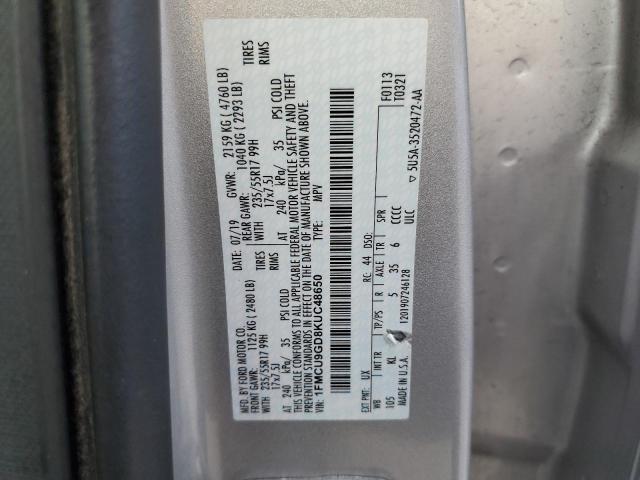 MFD. BY FORD MOTOR CO.
DATE: 07/19 GVWR: 2159 KG ( 4760 LB)
FRONT GAWR: 1125 KG ( 2480 LB) REAR GAWR: 1040 KG ( 2293 LB)
WITH 235/55R17 99H TIRES WITH 235/55R17 99H TIRES
17x7.5J RIMS 17x7.5J RIMS
AT 240 kPa/ 35 PSI COLD AT 240 kPa/ 35 PSI COLD
THIS VEHICLE CONFORMS TO ALL APPLICABLE FEDERAL MOTOR VEHICLE SAFETY AND THEFT
PREVENTION STANDARDS IN EFFECT ON THE DATE OF MANUFACTURE SHOWN ABOVE.
VIN: 1FMCU9GD8KUC48650 TYPE: MPV
F0113
T0321
EXT PNT: UX RC: 44 DSO:
WB INT TR TP/PS R AXLE TR SPR
105 KL 5 35 6 CCCC
ULC
MADE IN U.S.A. 1201907246128
▽ 5U5A-3520472-AA